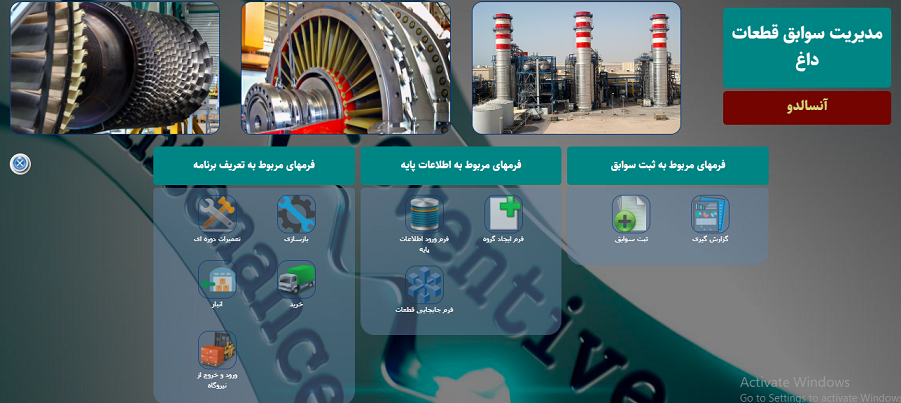 مدیریت سوابق قطعات
داغ
آنسالدو
فرمهای مربوط به ثبت سوابق
گزارش گیری
ثبت سوابق
فرمهای مربوط به اطلاعات پایه
فرم ایجاد گروه
فرم ورود اطلاعات
پایه
فرم جابجایی قطعات
فرمهای مربوط به تعریف برنامه
بازسازی
تعمیرات دوره ای
خرید
انبار
ورود و خروج از
نیروگاه
Activate Windows
Go to Settings to activate Windows